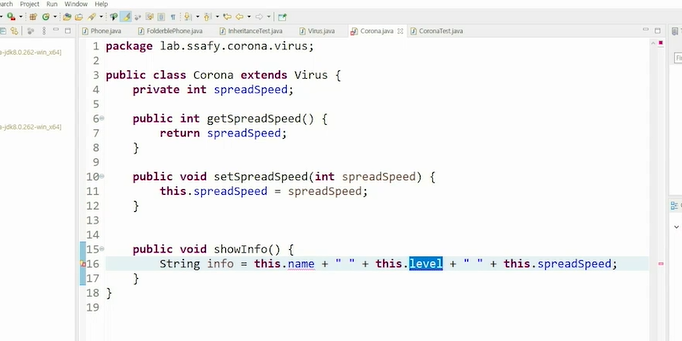 Search Project Run Window Help
Phone.java FolderblePhone.java InheritanceTest.java Virus.java Corona.java CoronaTest.java
a-jdk8.0.262-win_x64]
a-jdk8.0.262-win_x64]
1 package lab.ssafy.corona.virus;
2
3 public class Corona extends Virus {
4 private int spreadSpeed;
5
6 public int getSpreadSpeed() {
7 return spreadSpeed;
8 }
9
10 public void setSpreadSpeed(int spreadSpeed) {
11 this.spreadSpeed = spreadSpeed;
12 }
13
14
15 public void showInfo() {
16 String info = this.name + " " + this.level + " " + this.spreadSpeed;
17 }
18 }
19